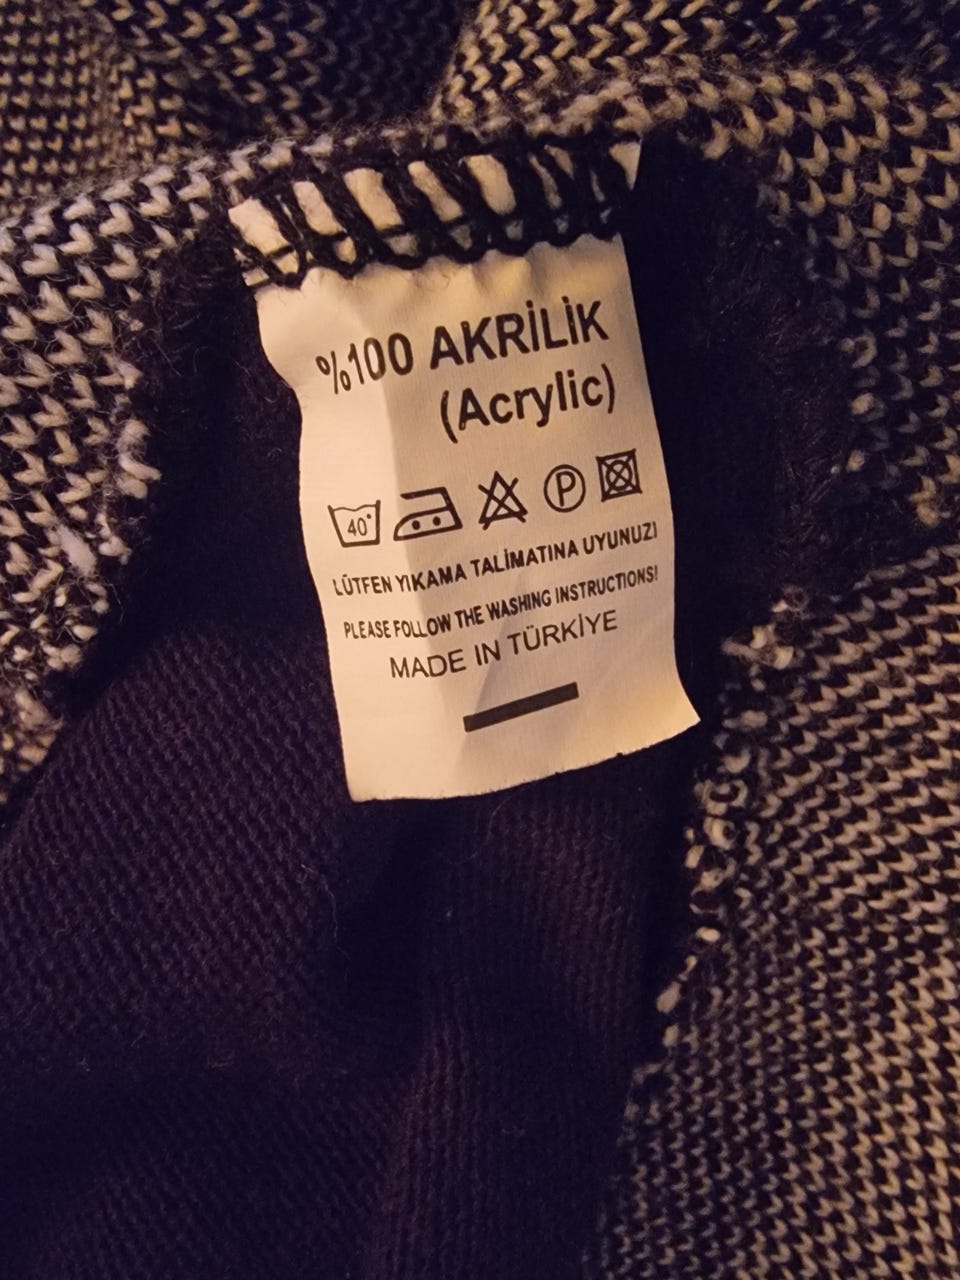 %100 AKRİLİK
(Acrylic)
40° P
LÜTFEN YIKAMA TALİMATINA UYUNUZ!
PLEASE FOLLOW THE WASHING INSTRUCTIONS!
MADE IN TÜRKİYE